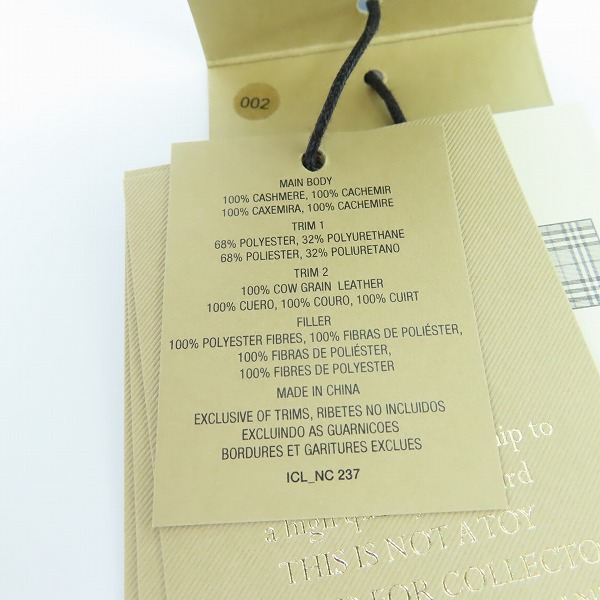 002
MAIN BODY
100% CASHMERE, 100% CACHEMIR
100% CAXEMIRA, 100% CACHEMIRE
TRIM 1
68% POLYESTER, 32% POLYURETHANE
68% POLIESTER, 32% POLIURETANO
TRIM 2
100% COW GRAIN LEATHER
100% CUERO, 100% COURO, 100% CUIRT
FILLER
100% POLYESTER FIBRES, 100% FIBRAS DE POLIÉSTER,
100% FIBRAS DE POLIÉSTER,
100% FIBRES DE POLYESTER
MADE IN CHINA
EXCLUSIVE OF TRIMS, RIBETES NO INCLUIDOS
EXCLUINDO AS GUARNICOES
BORDURES ET GARITURES EXCLUES
ICL_NC 237
to
a high
THIS IS NOT A TOY
FOR